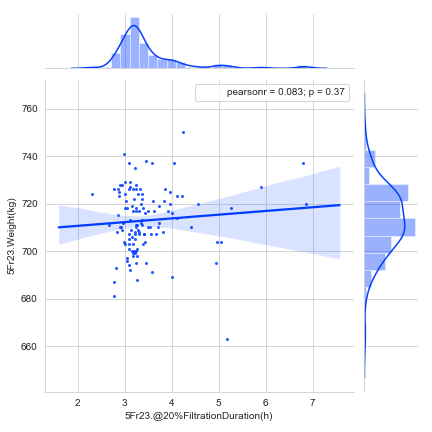 pearsonr = 0.083; p = 0.37
760
740
720
700
680
660
5Fr23.Weight(kg)
2 3 4 5 6 7
5Fr23.@20%FiltrationDuration(h)